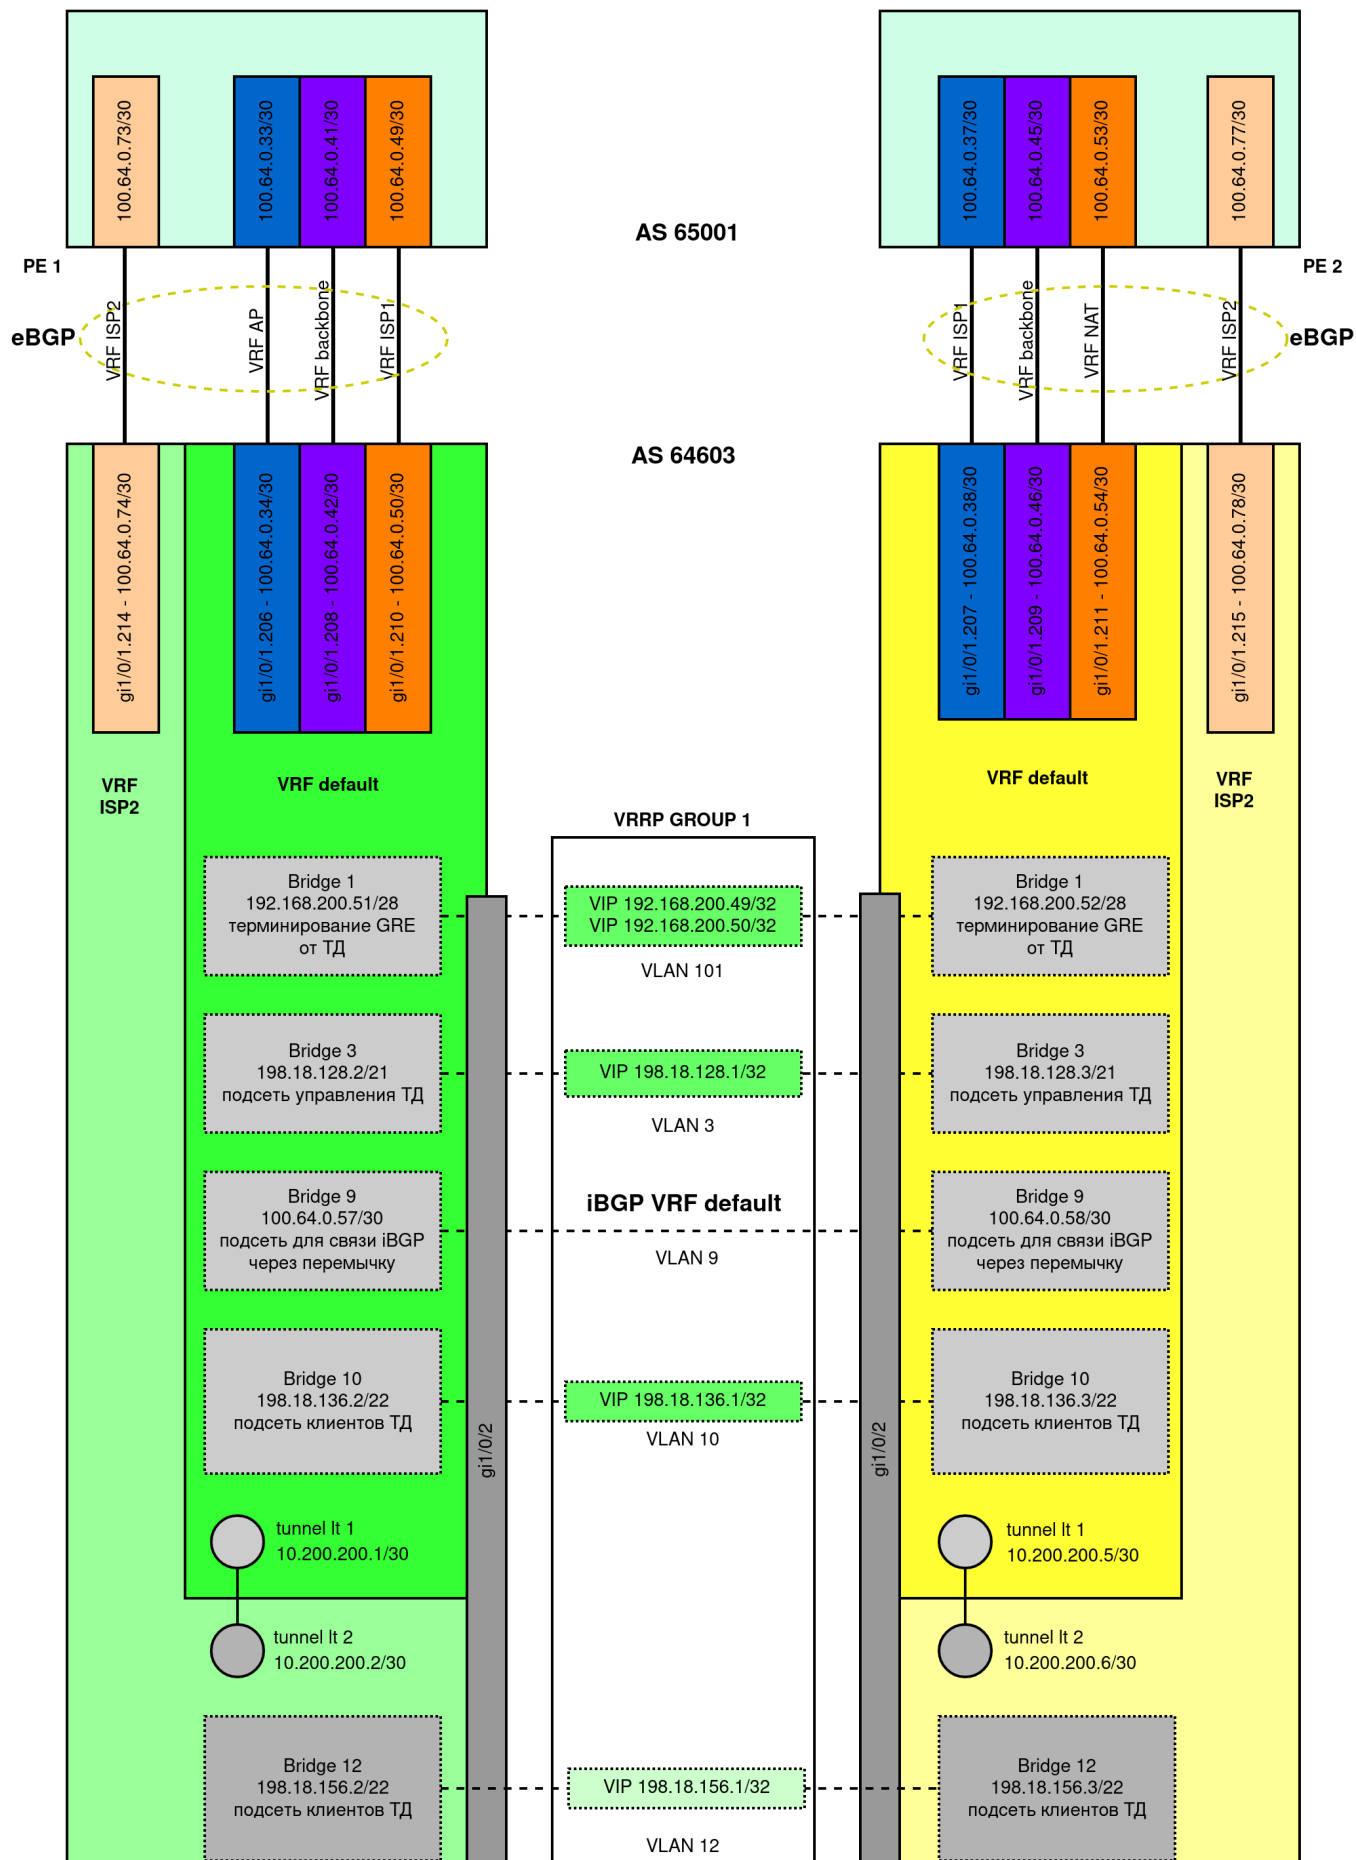 100.64.0.73/30
100.64.0.33/30
100.64.0.41/30
100.64.0.49/30
100.64.0.37/30
100.64.0.45/30
100.64.0.53/30
100.64.0.77/30
AS 65001
PE 1
PE 2
eBGP
VRF ISP2
VRF AP
VRF backbone
VRF ISP1
VRF ISP1
VRF backbone
VRF NAT
VRF ISP2
eBGP
AS 64603
gi1/0/1.214 - 100.64.0.74/30
gi1/0/1.206 - 100.64.0.34/30
gi1/0/1.208 - 100.64.0.42/30
gi1/0/1.210 - 100.64.0.50/30
gi1/0/1.207 - 100.64.0.38/30
gi1/0/1.209 - 100.64.0.46/30
gi1/0/1.211 - 100.64.0.54/30
gi1/0/1.215 - 100.64.0.78/30
VRF
ISP2
VRF default
VRF default
VRF
ISP2
VRRP GROUP 1
Bridge 1
192.168.200.51/28
терминирование GRE
от ТД
VIP 192.168.200.49/32
VIP 192.168.200.50/32
VLAN 101
Bridge 1
192.168.200.52/28
терминирование GRE
от ТД
Bridge 3
198.18.128.2/21
подсеть управления ТД
VIP 198.18.128.1/32
VLAN 3
Bridge 3
198.18.128.3/21
подсеть управления ТД
Bridge 9
100.64.0.57/30
подсеть для связи iBGP
через перемычку
iBGP VRF default
VLAN 9
Bridge 9
100.64.0.58/30
подсеть для связи iBGP
через перемычку
Bridge 10
198.18.136.2/22
подсеть клиентов ТД
VIP 198.18.136.1/32
VLAN 10
Bridge 10
198.18.136.3/22
подсеть клиентов ТД
gi1/0/2
gi1/0/2
tunnel lt 1
10.200.200.1/30
tunnel lt 1
10.200.200.5/30
tunnel lt 2
10.200.200.2/30
tunnel lt 2
10.200.200.6/30
Bridge 12
198.18.156.2/22
подсеть клиентов ТД
VIP 198.18.156.1/32
VLAN 12
Bridge 12
198.18.156.3/22
подсеть клиентов ТД